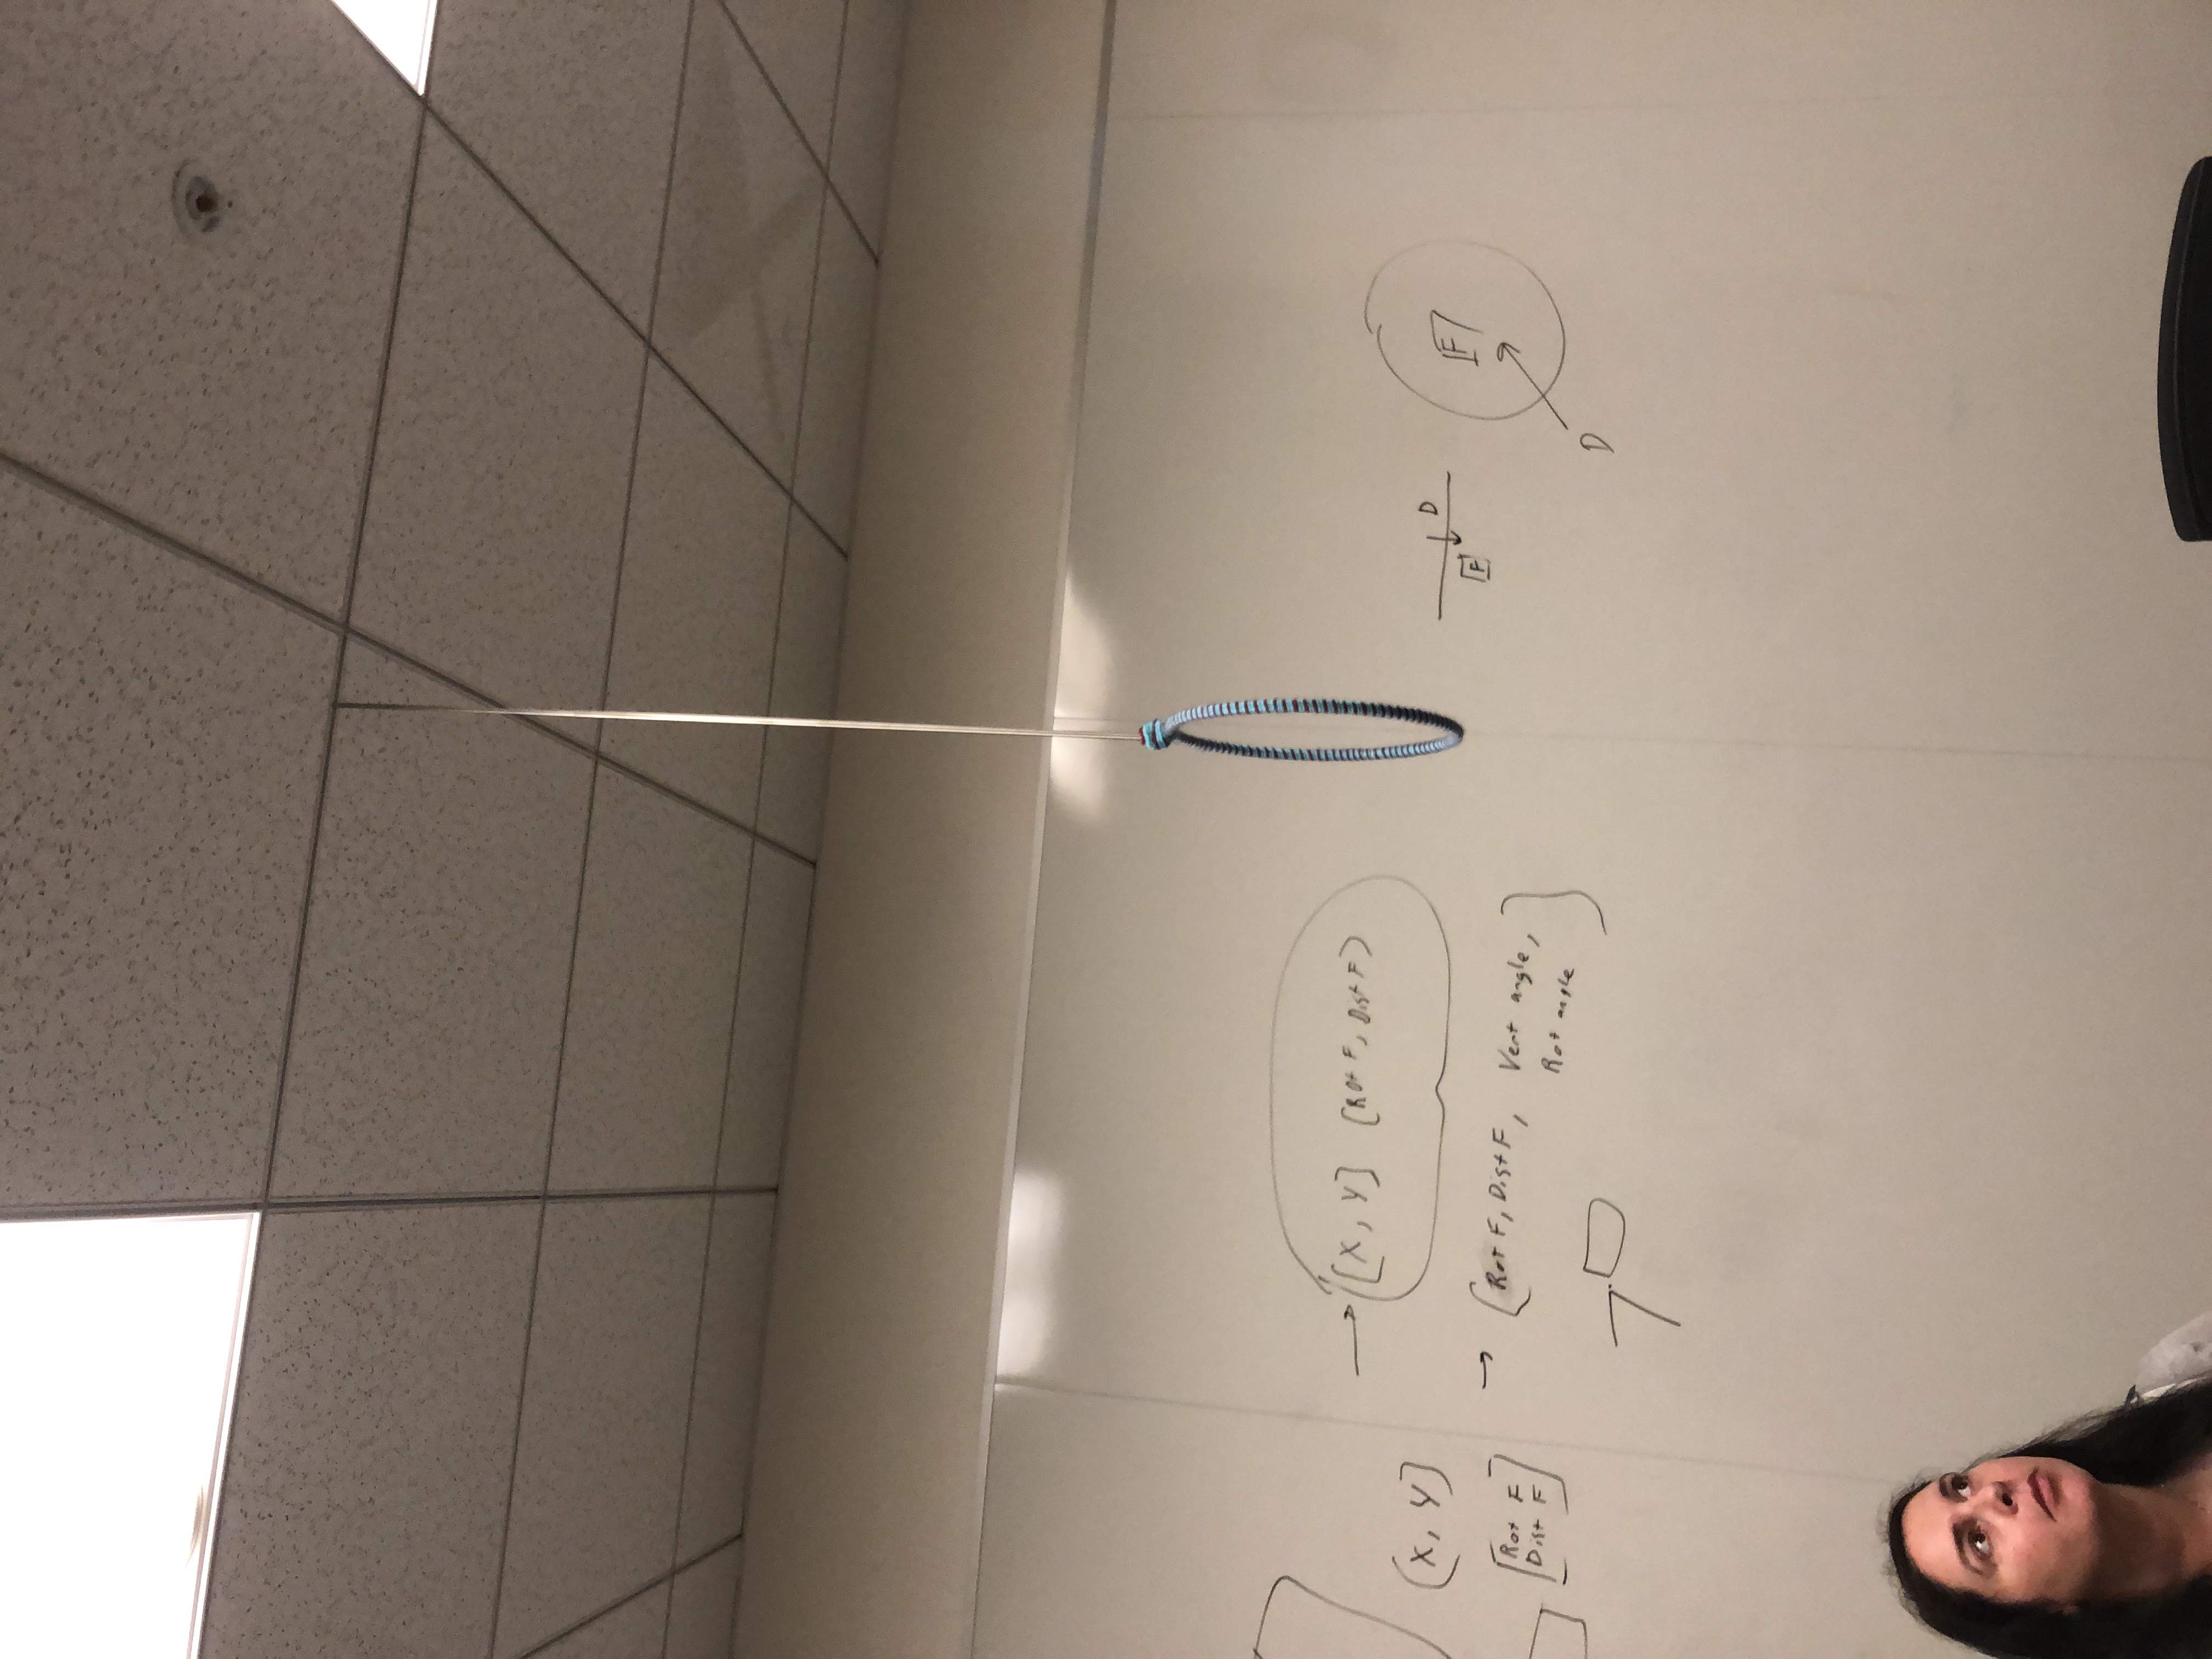 [X, Y] (Rot F, Dist F)
(X, Y]
[Rot F
Dist F]
[Rot F, Dist F, Vert angle,
Rot angle]
D
F
F
D